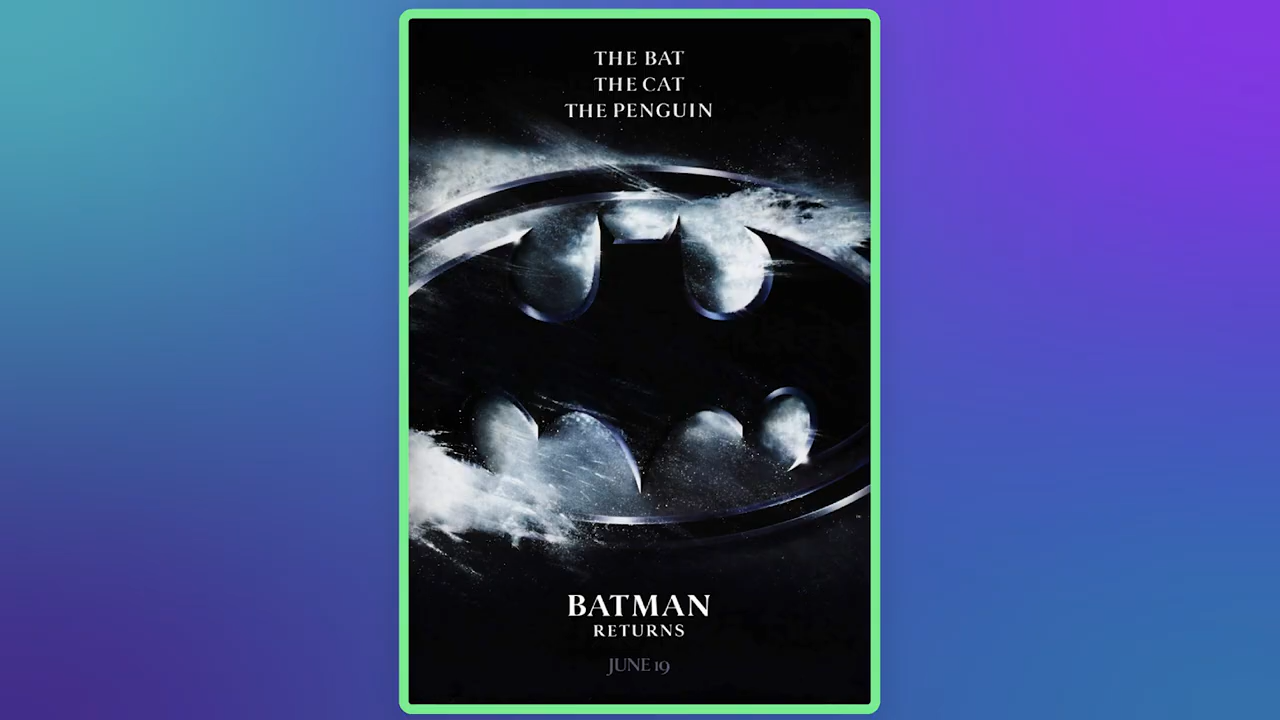 THE BAT
THE CAT
THE PENGUIN
BATMAN
RETURNS
JUNE 19